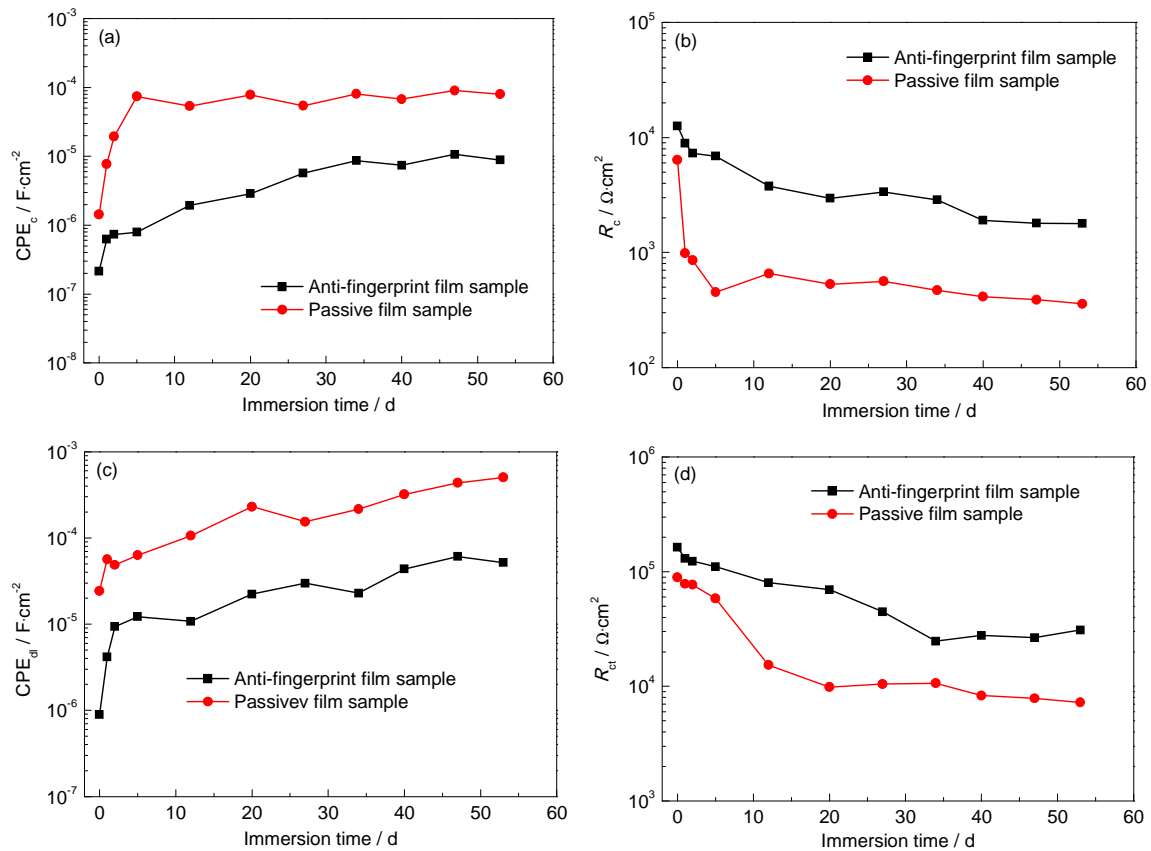 (a)
10⁻³
10⁻⁴
10⁻⁵
10⁻⁶
10⁻⁷
10⁻⁸
CPE_c / F·cm⁻²
Anti-fingerprint film sample
Passive film sample
0 10 20 30 40 50 60
Immersion time / d
(b)
10⁵
10⁴
10³
10²
R_c / Ω·cm²
Anti-fingerprint film sample
Passive film sample
0 10 20 30 40 50 60
Immersion time / d
(c)
10⁻³
10⁻⁴
10⁻⁵
10⁻⁶
10⁻⁷
CPE_dl / F·cm⁻²
Anti-fingerprint film sample
Passivev film sample
0 10 20 30 40 50 60
Immersion time / d
(d)
10⁶
10⁵
10⁴
10³
R_ct / Ω·cm²
Anti-fingerprint film sample
Passive film sample
0 10 20 30 40 50 60
Immersion time / d